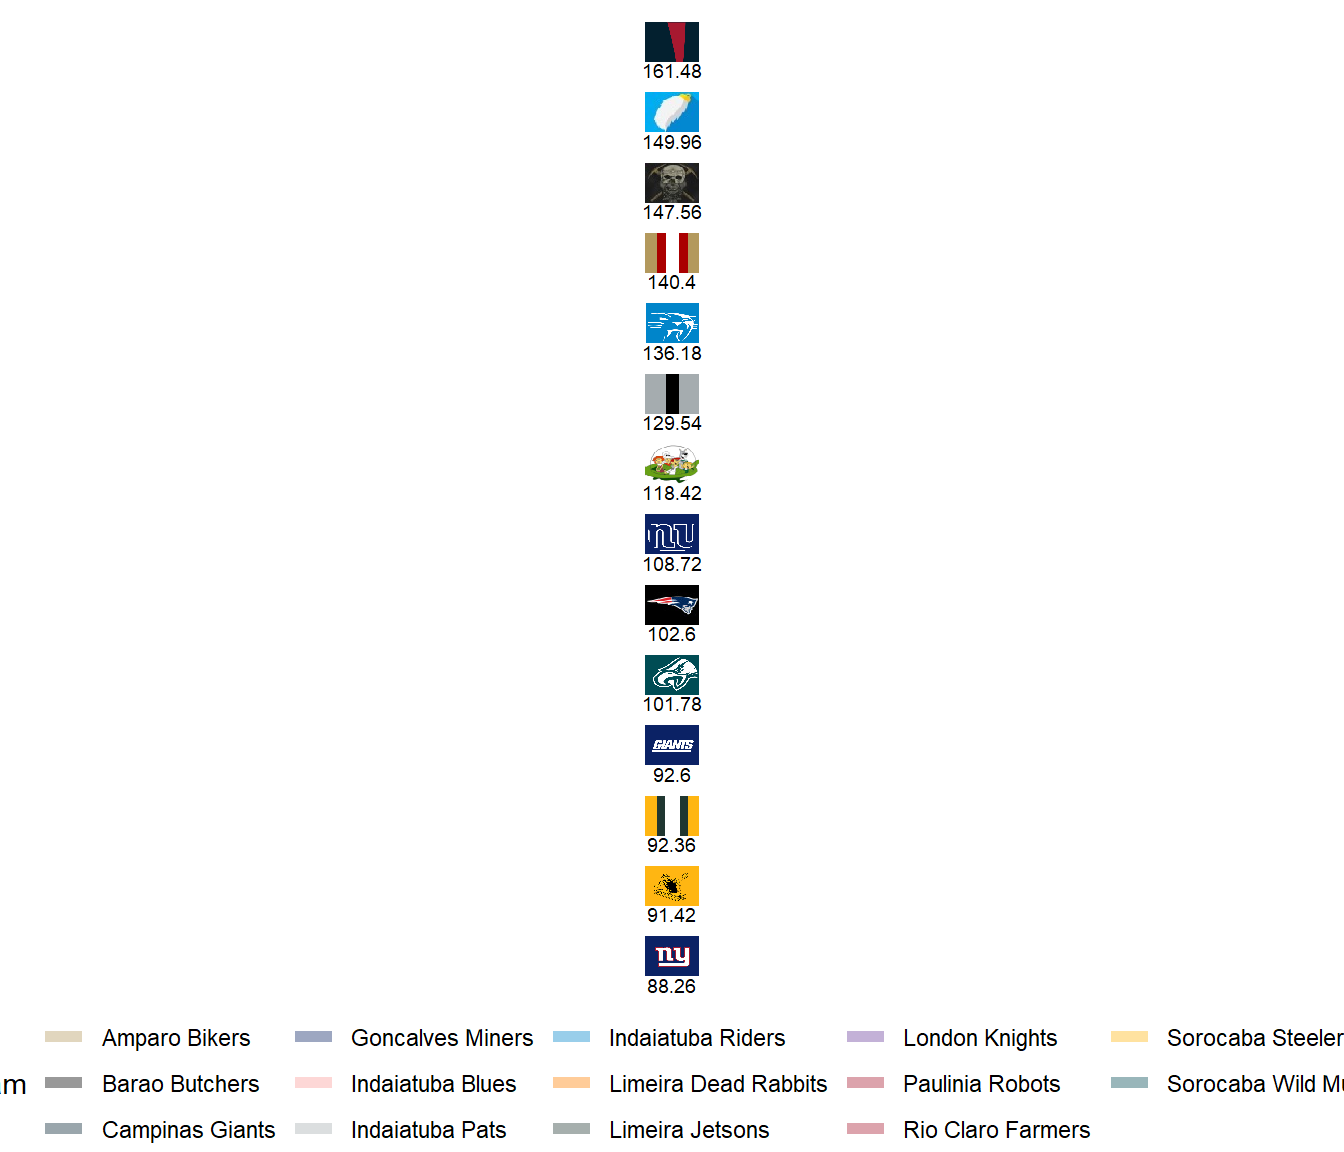 161.48
149.96
147.56
140.4
136.18
129.54
118.42
nu
108.72
102.6
101.78
GIANTS
92.6
92.36
91.42
ny
88.26
Amparo Bikers Goncalves Miners Indaiatuba Riders London Knights Sorocaba Steeler
am Barao Butchers Indaiatuba Blues Limeira Dead Rabbits Paulinia Robots Sorocaba Wild Mu
Campinas Giants Indaiatuba Pats Limeira Jetsons Rio Claro Farmers